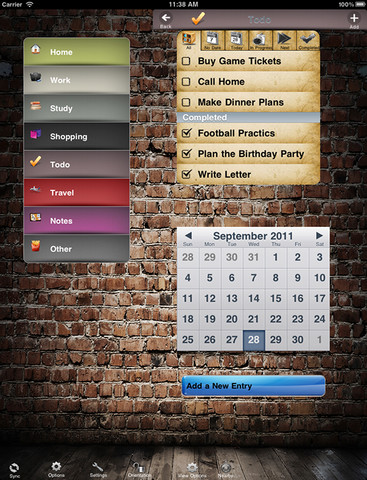 Carrier 11:38 AM 100%
Back Todo Add
All No Date Today In Progress Next Completed
Home
Work
Study
Shopping
Todo
Travel
Notes
Other
Buy Game Tickets
Call Home
Make Dinner Plans
Completed
Football Practics
Plan the Birthday Party
Write Letter
September 2011
Sun Mon Tue Wed Thu Fri Sat
28 29 30 31 1 2 3
4 5 6 7 8 9 10
11 12 13 14 15 16 17
18 19 20 21 22 23 24
25 26 27 28 29 30 1
Add a New Entry
Sync Options Settings Orientation View Options